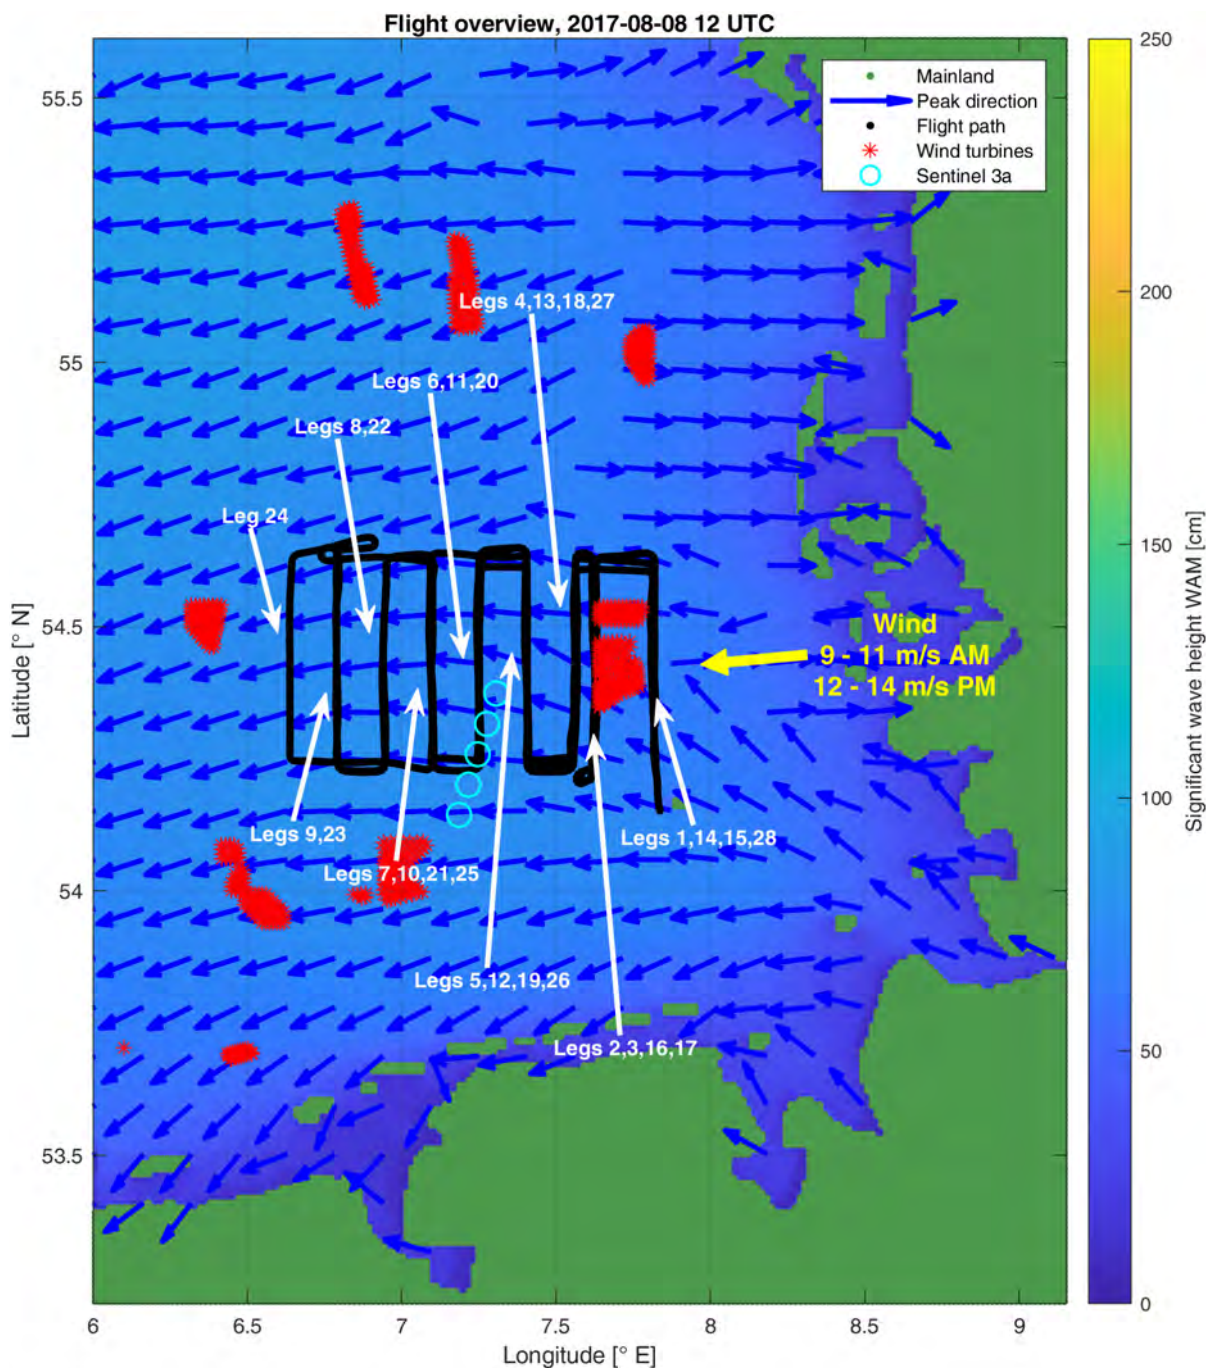 Flight overview, 2017-08-08 12 UTC
Mainland
Peak direction
Flight path
Wind turbines
Sentinel 3a
Legs 4,13,18,27
Legs 6,11,20
Legs 8,22
Leg 24
Wind
9 - 11 m/s AM
12 - 14 m/s PM
Legs 9,23
Legs 1,14,15,28
Legs 7,10,21,25
Legs 5,12,19,26
Legs 2,3,16,17
55.5
55
54.5
54
53.5
Latitude [° N]
6
6.5
7
7.5
8
8.5
9
Longitude [° E]
250
200
150
100
50
0
Significant wave height WAM [cm]